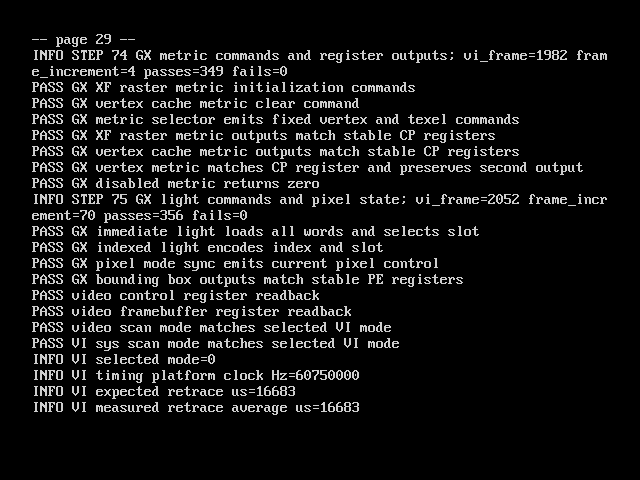 -- page 29 --
INFO STEP 74 GX metric commands and register outputs; vi_frame=1982 fram
e_increment=4 passes=349 fails=0
PASS GX XF raster metric initialization commands
PASS GX vertex cache metric clear command
PASS GX metric selector emits fixed vertex and texel commands
PASS GX XF raster metric outputs match stable CP registers
PASS GX vertex cache metric outputs match stable CP registers
PASS GX vertex metric matches CP register and preserves second output
PASS GX disabled metric returns zero
INFO STEP 75 GX light commands and pixel state; vi_frame=2052 frame_incr
ement=70 passes=356 fails=0
PASS GX immediate light loads all words and selects slot
PASS GX indexed light encodes index and slot
PASS GX pixel mode sync emits current pixel control
PASS GX bounding box outputs match stable PE registers
PASS video control register readback
PASS video framebuffer register readback
PASS video scan mode matches selected VI mode
PASS VI sys scan mode matches selected VI mode
INFO VI selected mode=0
INFO VI timing platform clock Hz=60750000
INFO VI expected retrace us=16683
INFO VI measured retrace average us=16683